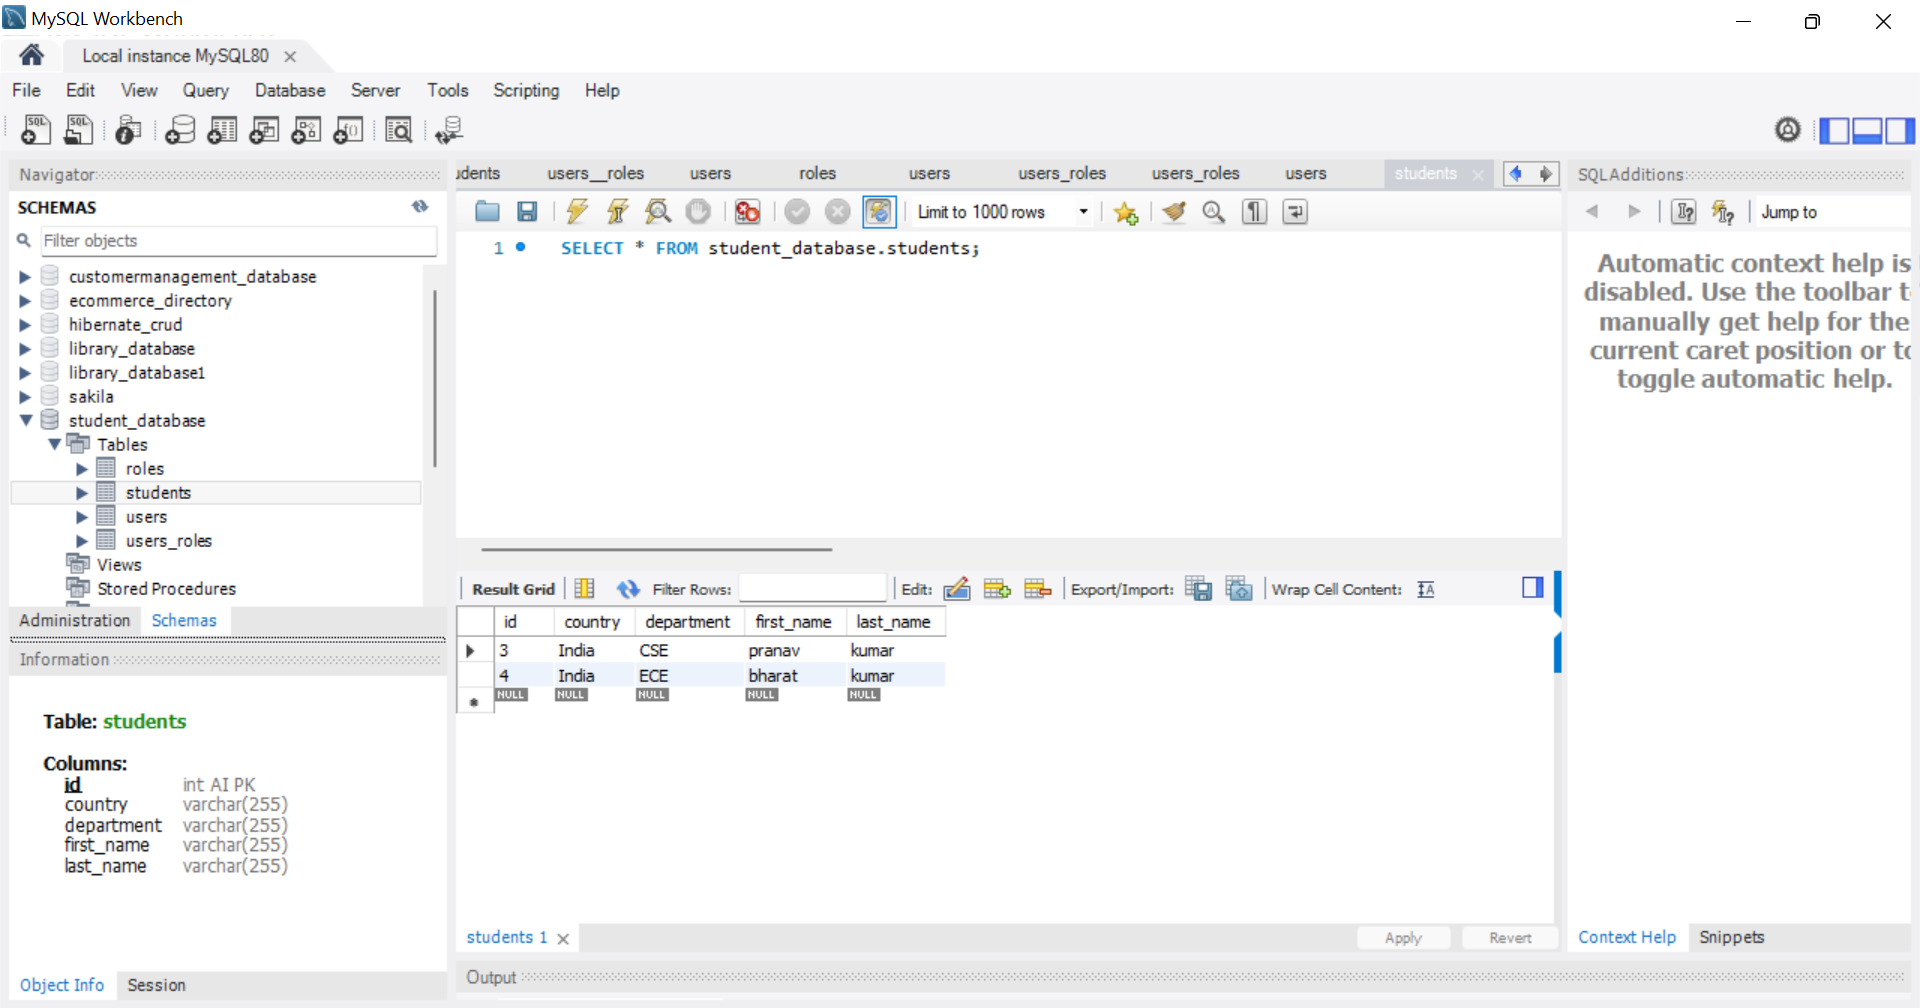 MySQL Workbench
Local instance MySQL80
File Edit View Query Database Server Tools Scripting Help
Navigator
SCHEMAS
Filter objects
customermanagement_database
ecommerce_directory
hibernate_crud
library_database
library_database1
sakila
student_database
Tables
roles
students
users
users_roles
Views
Stored Procedures
Administration Schemas
Information
Table: students
Columns:
id int AI PK
country varchar(255)
department varchar(255)
first_name varchar(255)
last_name varchar(255)
Object Info Session
udents users__roles users roles users users_roles users_roles users students
Limit to 1000 rows
1 SELECT * FROM student_database.students;
Result Grid Filter Rows: Edit: Export/Import: Wrap Cell Content:
id country department first_name last_name
3 India CSE pranav kumar
4 India ECE bharat kumar
NULL NULL NULL NULL NULL
students 1 Apply Revert
Output
SQLAdditions
Jump to
Automatic context help is
disabled. Use the toolbar t
manually get help for the
current caret position or to
toggle automatic help.
Context Help Snippets